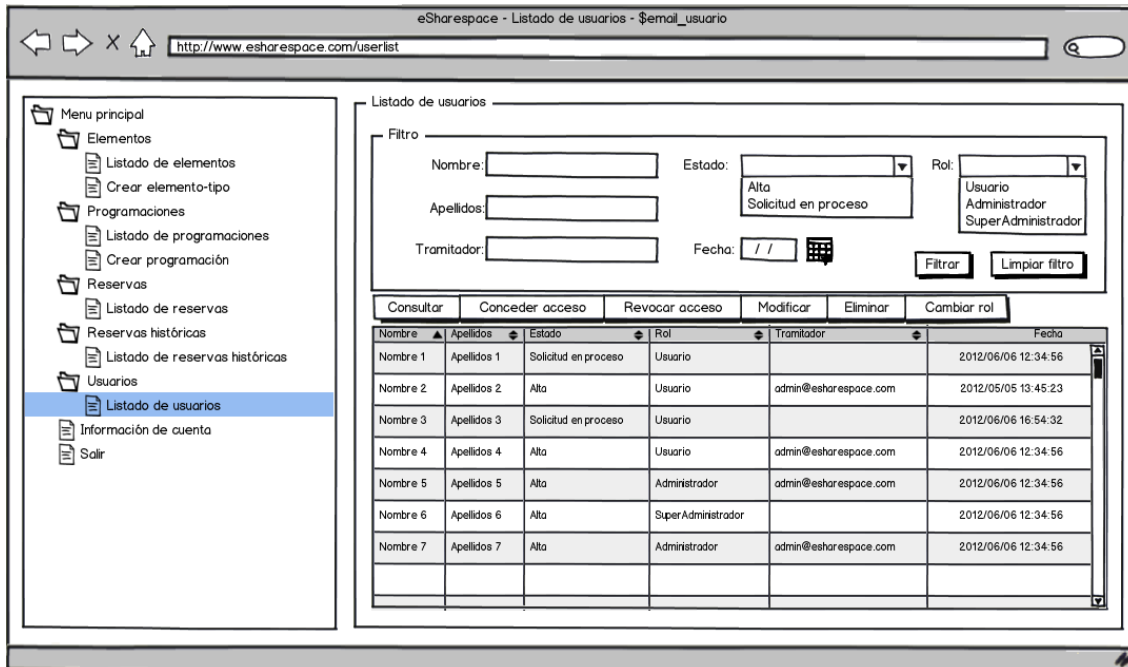 eSharespace - Listado de usuarios - $email_usuario
http://www.esharespace.com/userlist
Menu principal
Elementos
Listado de elementos
Crear elemento-tipo
Programaciones
Listado de programaciones
Crear programación
Reservas
Listado de reservas
Reservas históricas
Listado de reservas históricas
Usuarios
Listado de usuarios
Información de cuenta
Salir
Listado de usuarios
Filtro
Nombre: Estado: Rol:
Alta Usuario
Solicitud en proceso Administrador
SuperAdministrador
Apellidos:
Tramitador: Fecha: / /
Filtrar Limpiar filtro
Consultar Conceder acceso Revocar acceso Modificar Eliminar Cambiar rol
Nombre Apellidos Estado Rol Tramitador Fecha
Nombre 1 Apellidos 1 Solicitud en proceso Usuario 2012/06/06 12:34:56
Nombre 2 Apellidos 2 Alta Usuario admin@esharespace.com 2012/05/05 13:45:23
Nombre 3 Apellidos 3 Solicitud en proceso Usuario 2012/06/06 16:54:32
Nombre 4 Apellidos 4 Alta Usuario admin@esharespace.com 2012/06/06 12:34:56
Nombre 5 Apellidos 5 Alta Administrador admin@esharespace.com 2012/06/06 12:34:56
Nombre 6 Apellidos 6 Alta SuperAdministrador 2012/06/06 12:34:56
Nombre 7 Apellidos 7 Alta Administrador admin@esharespace.com 2012/06/06 12:34:56